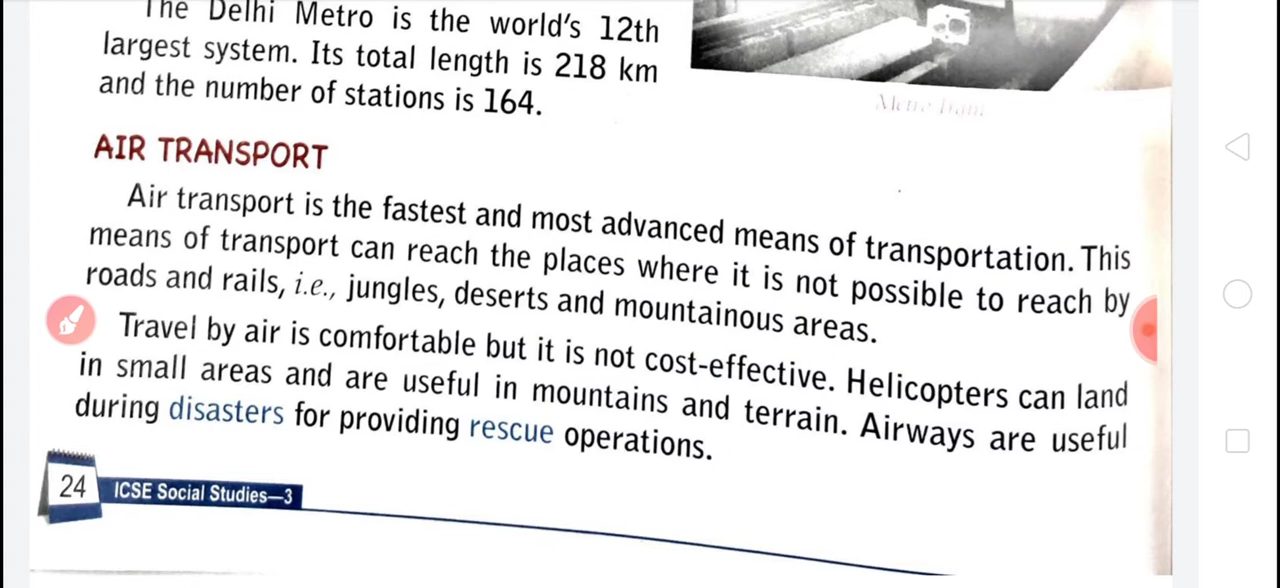 The Delhi Metro is the world's 12th
largest system. Its total length is 218 km
and the number of stations is 164.
Metro Train
AIR TRANSPORT
Air transport is the fastest and most advanced means of transportation. This
means of transport can reach the places where it is not possible to reach by
roads and rails, i.e., jungles, deserts and mountainous areas.
Travel by air is comfortable but it is not cost-effective. Helicopters can land
in small areas and are useful in mountains and terrain. Airways are useful
during disasters for providing rescue operations.
24
ICSE Social Studies—3